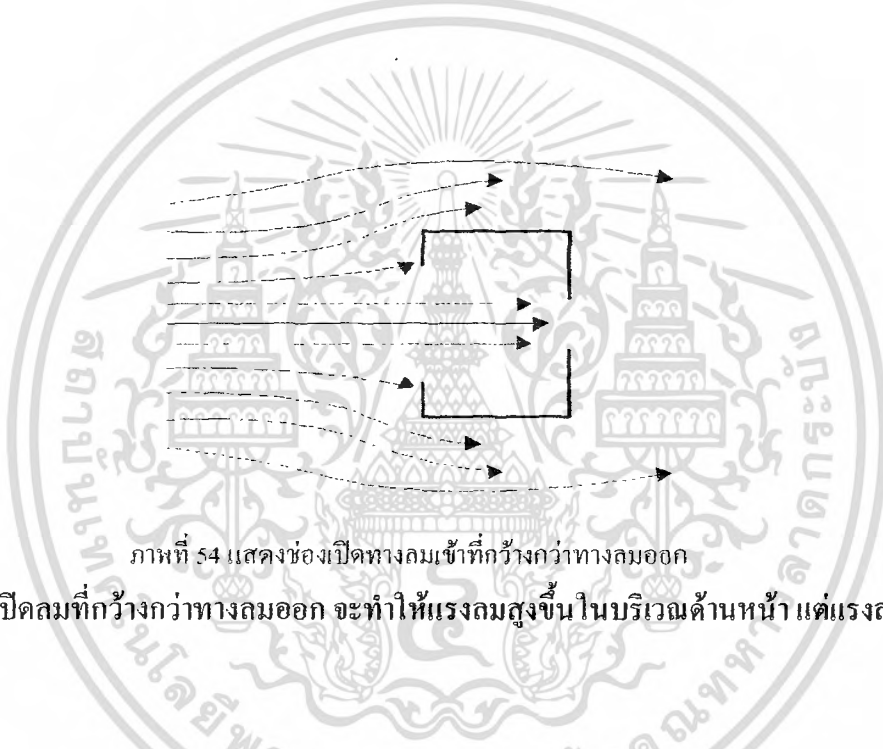 ภาพที่ 54 แสดงช่องเปิดทางลมเข้าที่กว้างกว่าทางลมออก
เปิดลมที่กว้างกว่าทางลมออก จะทำให้แรงลมสูงขึ้นในบริเวณด้านหน้า แต่แรงล